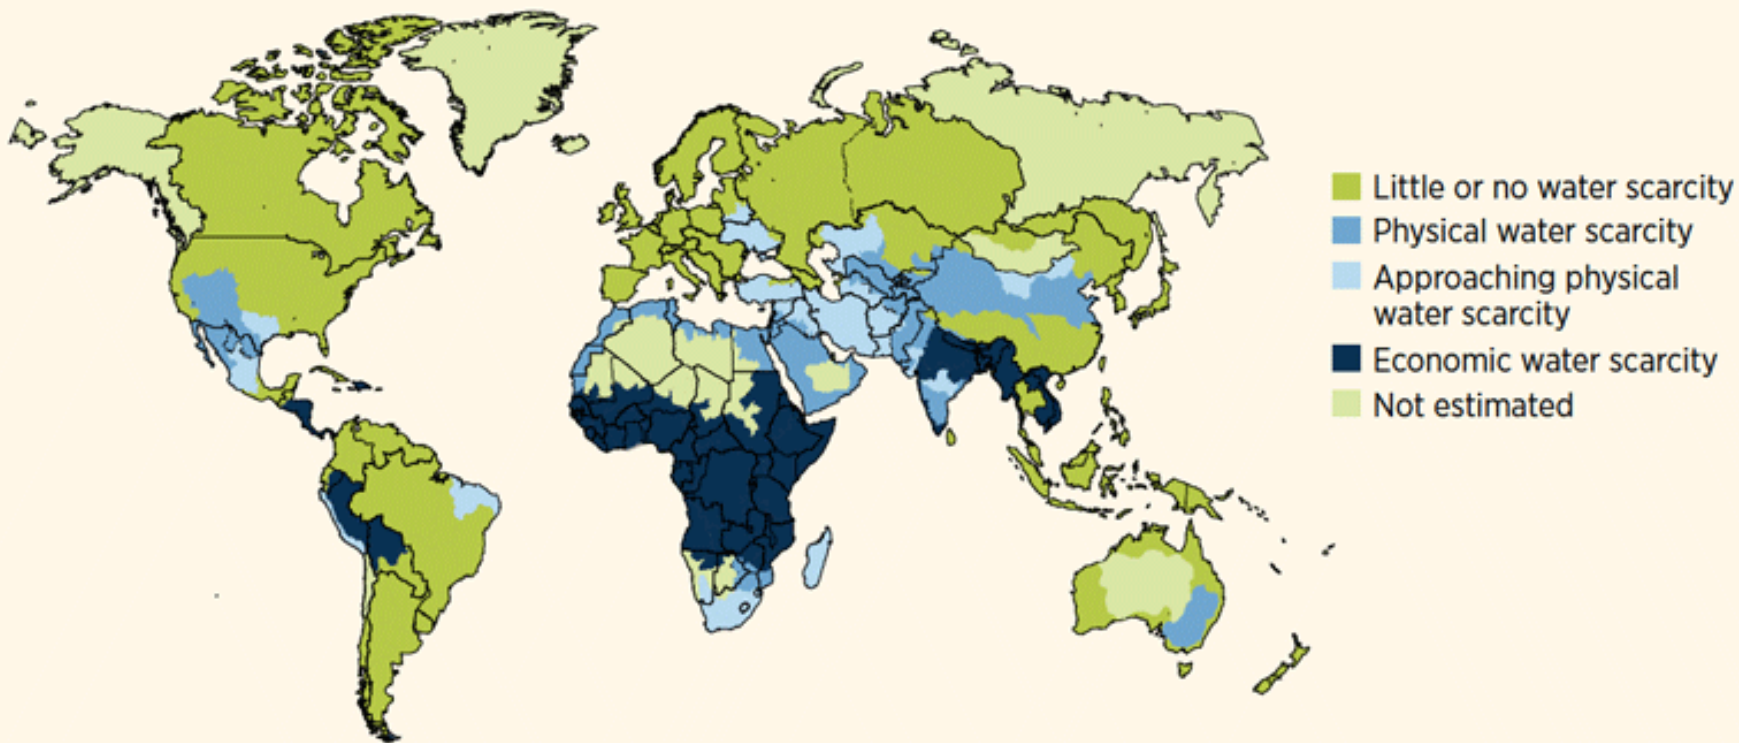 Little or no water scarcity
Physical water scarcity
Approaching physical
water scarcity
Economic water scarcity
Not estimated